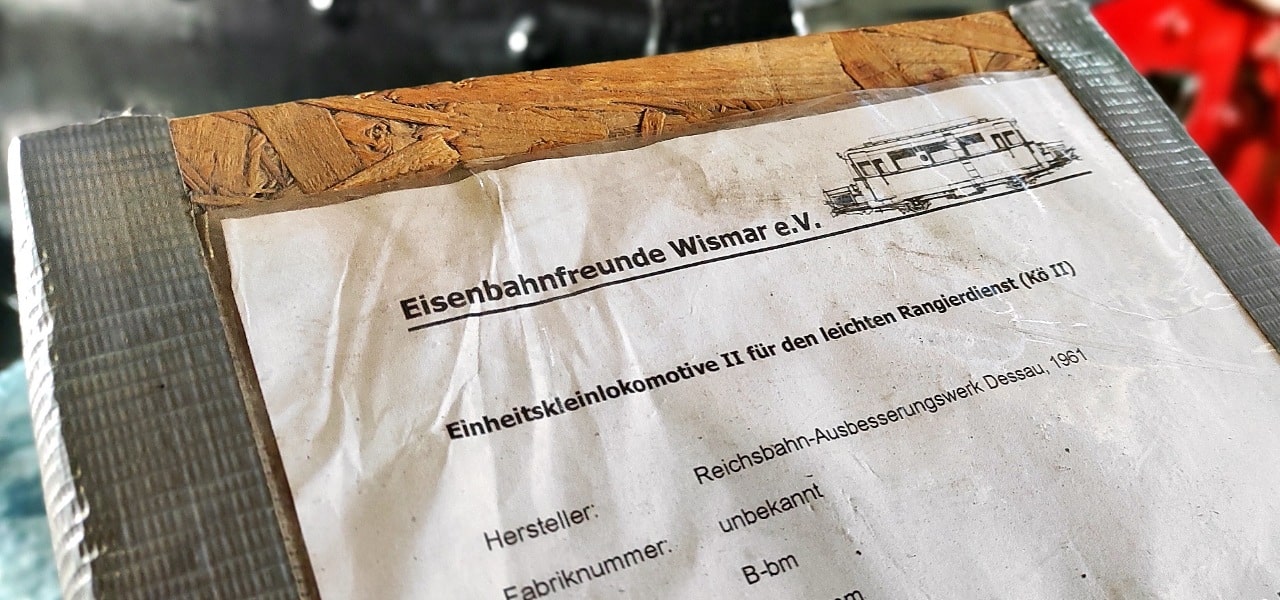 Eisenbahnfreunde Wismar e.V.
Einheitskleinlokomotive II für den leichten Rangierdienst (Kö II)
Hersteller: Reichsbahn-Ausbesserungswerk Dessau, 1961
Fabriknummer: unbekannt
B-bm